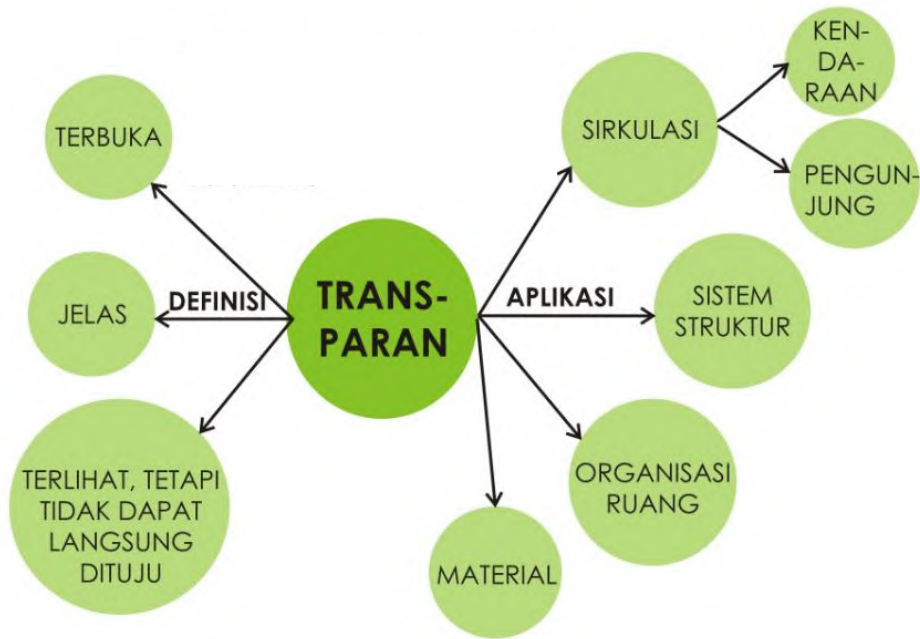 TRANS-
PARAN
DEFINISI
TERBUKA
JELAS
TERLIHAT, TETAPI
TIDAK DAPAT
LANGSUNG
DITUJU
APLIKASI
SIRKULASI
KEN-
DA-
RAAN
PENGUN-
JUNG
SISTEM
STRUKTUR
ORGANISASI
RUANG
MATERIAL